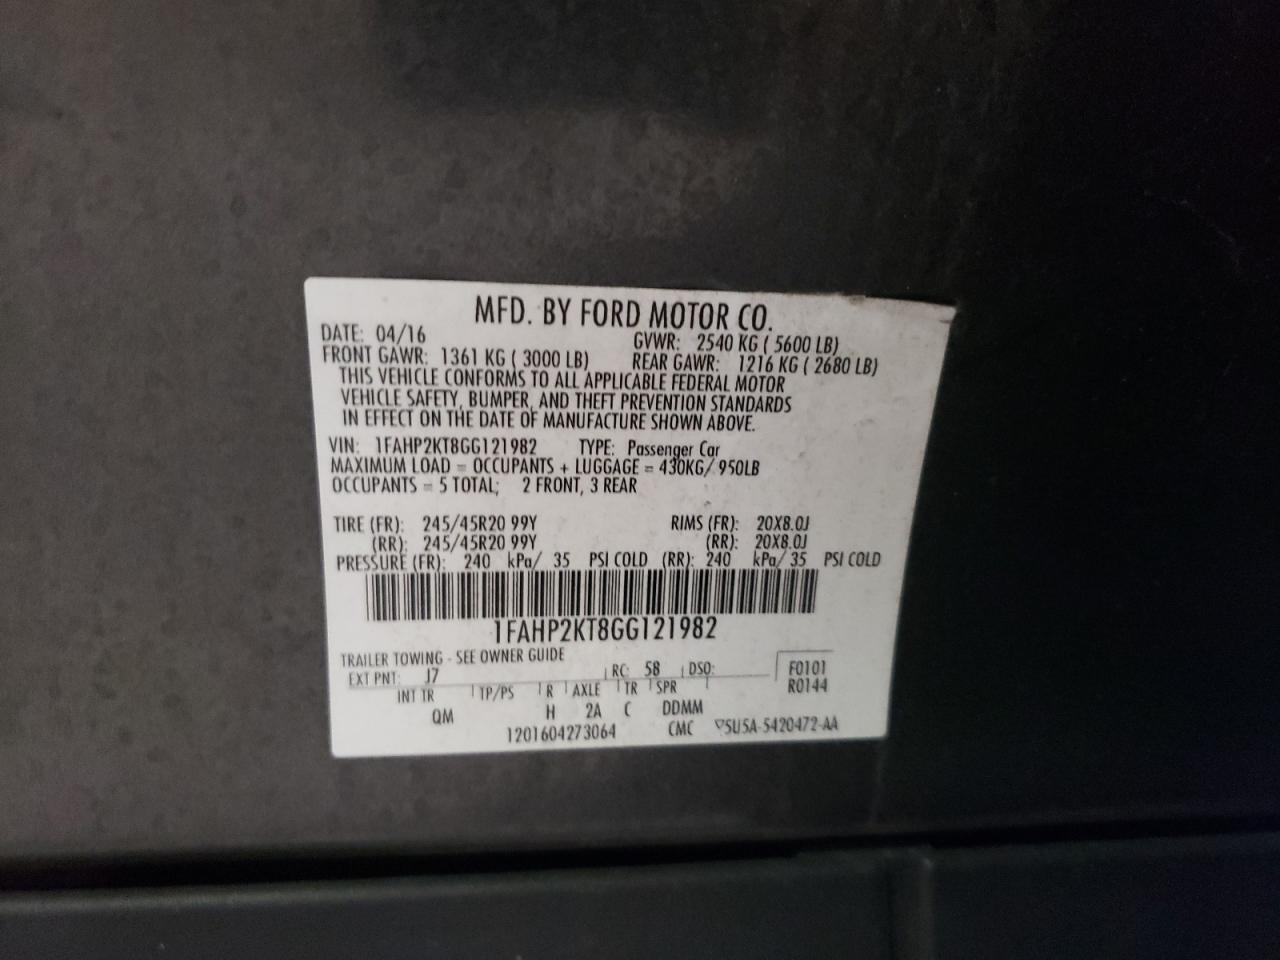 MFD. BY FORD MOTOR CO.
DATE: 04/16 GVWR: 2540 KG ( 5600 LB)
FRONT GAWR: 1361 KG ( 3000 LB) REAR GAWR: 1216 KG ( 2680 LB)
THIS VEHICLE CONFORMS TO ALL APPLICABLE FEDERAL MOTOR
VEHICLE SAFETY, BUMPER, AND THEFT PREVENTION STANDARDS
IN EFFECT ON THE DATE OF MANUFACTURE SHOWN ABOVE.
VIN: 1FAHP2KT8GG121982 TYPE: Passenger Car
MAXIMUM LOAD = OCCUPANTS + LUGGAGE = 430KG/ 950LB
OCCUPANTS = 5 TOTAL; 2 FRONT, 3 REAR
TIRE (FR): 245/45R20 99Y RIMS (FR): 20X8.0J
(RR): 245/45R20 99Y (RR): 20X8.0J
PRESSURE (FR): 240 kPa/ 35 PSI COLD (RR): 240 kPa/ 35 PSI COLD
1FAHP2KT8GG121982
TRAILER TOWING - SEE OWNER GUIDE
EXT PNT: J7 RC: 58 DSO: F0101
INT TR TP/PS R AXLE TR SPR R0144
QM H 2A C DDMM
1201604273064 CMC 5U5A-5420472-AA